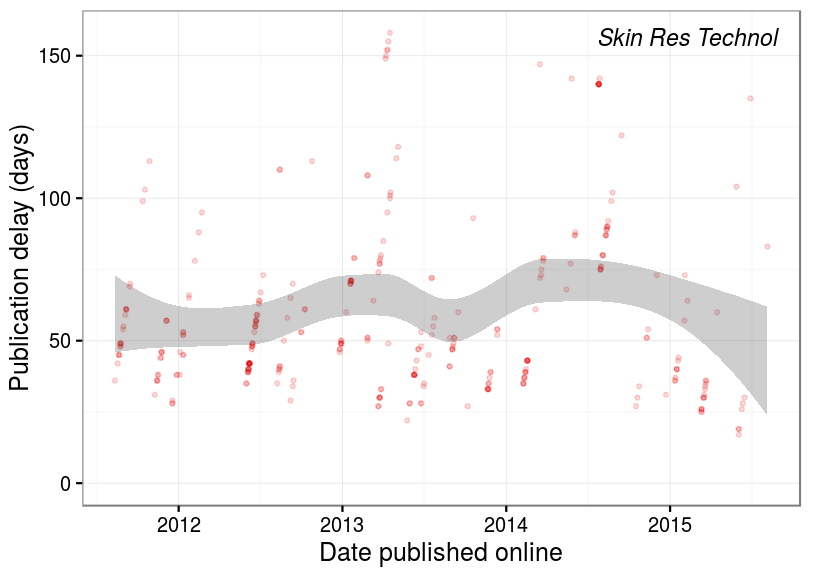 Skin Res Technol
Publication delay (days)
150
100
50
0
2012 2013 2014 2015
Date published online